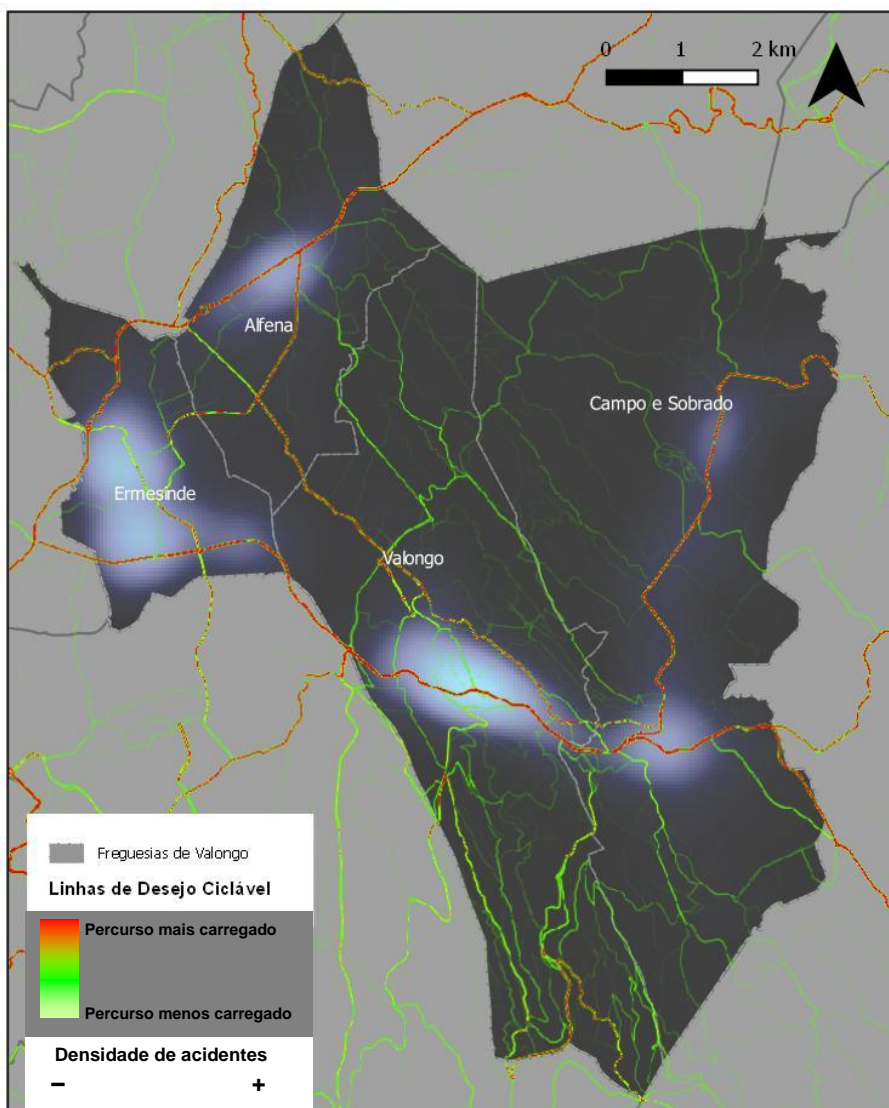 0 1 2 km
Alfena
Campo e Sobrado
Ermesinde
Valongo
Freguesias de Valongo
Linhas de Desejo Ciclável
Percurso mais carregado
Percurso menos carregado
Densidade de acidentes
− +